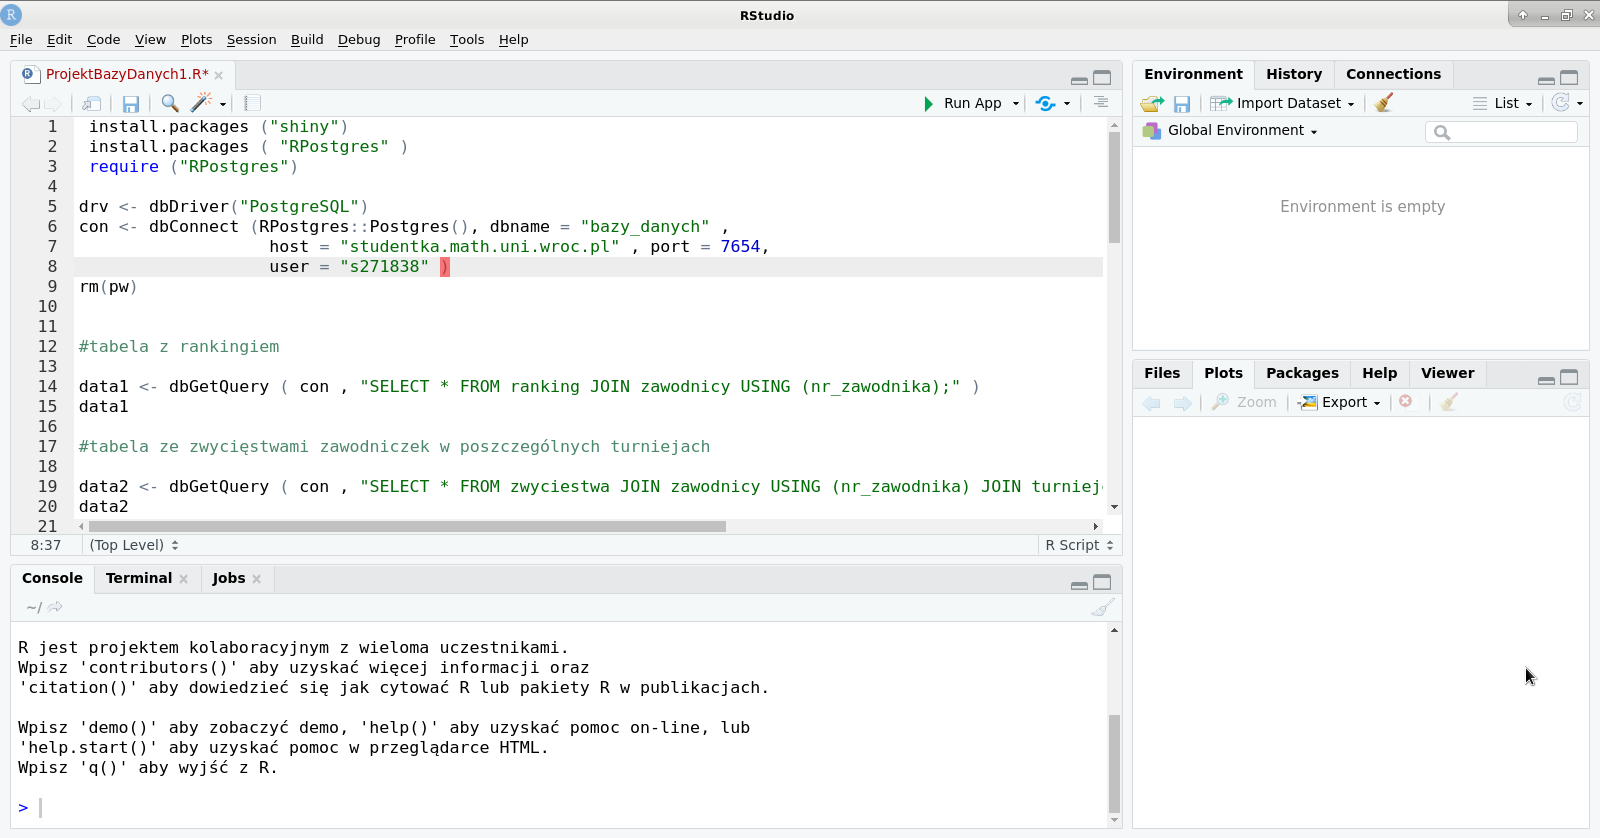 RStudio
File Edit Code View Plots Session Build Debug Profile Tools Help
ProjektBazyDanych1.R*
Run App
1 install.packages ("shiny")
2 install.packages ( "RPostgres" )
3 require ("RPostgres")
4
5 drv <- dbDriver("PostgreSQL")
6 con <- dbConnect (RPostgres::Postgres(), dbname = "bazy_danych" ,
7 host = "studentka.math.uni.wroc.pl" , port = 7654,
8 user = "s271838" )
9 rm(pw)
10
11
12 #tabela z rankingiem
13
14 data1 <- dbGetQuery ( con , "SELECT * FROM ranking JOIN zawodnicy USING (nr_zawodnika);" )
15 data1
16
17 #tabela ze zwycięstwami zawodniczek w poszczególnych turniejach
18
19 data2 <- dbGetQuery ( con , "SELECT * FROM zwyciestwa JOIN zawodnicy USING (nr_zawodnika) JOIN turniej
20 data2
21
8:37 (Top Level) R Script
Console Terminal Jobs
~/
R jest projektem kolaboracyjnym z wieloma uczestnikami.
Wpisz 'contributors()' aby uzyskać więcej informacji oraz
'citation()' aby dowiedzieć się jak cytować R lub pakiety R w publikacjach.
Wpisz 'demo()' aby zobaczyć demo, 'help()' aby uzyskać pomoc on-line, lub
'help.start()' aby uzyskać pomoc w przeglądarce HTML.
Wpisz 'q()' aby wyjść z R.
>
Environment History Connections
Import Dataset List
Global Environment
Environment is empty
Files Plots Packages Help Viewer
Zoom Export